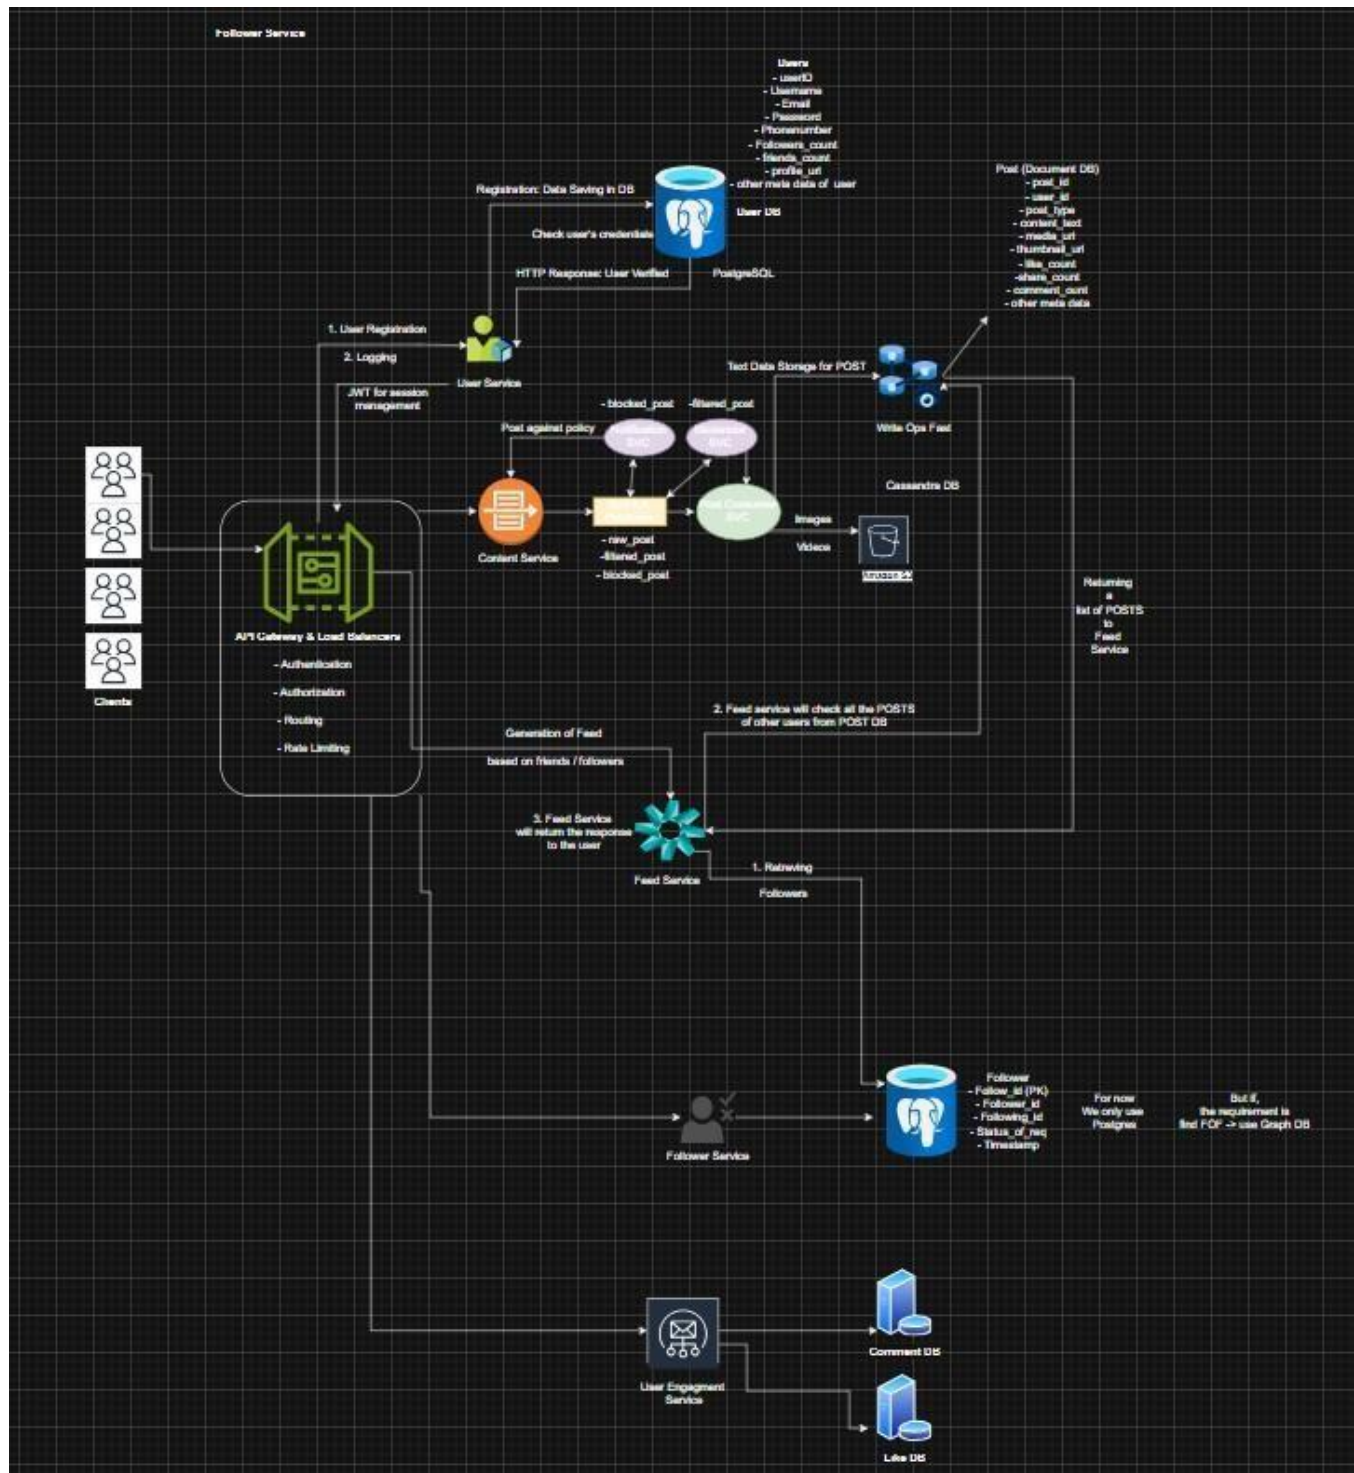 Follower Service
Users
- userID
- Username
- Email
- Password
- Phonenumber
- Followers_count
- friends_count
- profile_url
- other meta data of user
User DB
PostgreSQL
Registration: Data Saving in DB
Check user's credentials
HTTP Response: User Verified
Post (Document DB)
- post_id
- user_id
- post_type
- content_text
- media_url
- thumbnail_url
- like_count
-share_count
- comment_ount
- other meta data
1. User Registration
2. Logging
User Service
JWT for session
management
Text Data Storage for POST
Write Ops Fast
Cassandra DB
- blocked_post
-filtered_post
Post against policy
SVC
SVC
SVC
Content Service
- raw_post
-filtered_post
- blocked_post
Images
Videos
Amazon S3
Clients
API Gateway & Load Balancers
- Authentication
- Authorization
- Routing
- Rate Limiting
Returning
a
list of POSTS
to
Feed
Service
2. Feed service will check all the POSTS
of other users from POST DB
Generation of Feed
based on friends / followers
3. Feed Service
will return the response
to the user
Feed Service
1. Retreving
Followers
Follower Service
Follower
- Follow_id (PK)
- Follower_id
- Following_id
- Status_of_req
- Timestamp
For now
We only use
Postgres
But if,
the requirement is
find FOF -> use Graph DB
User Engagment
Service
Comment DB
Like DB